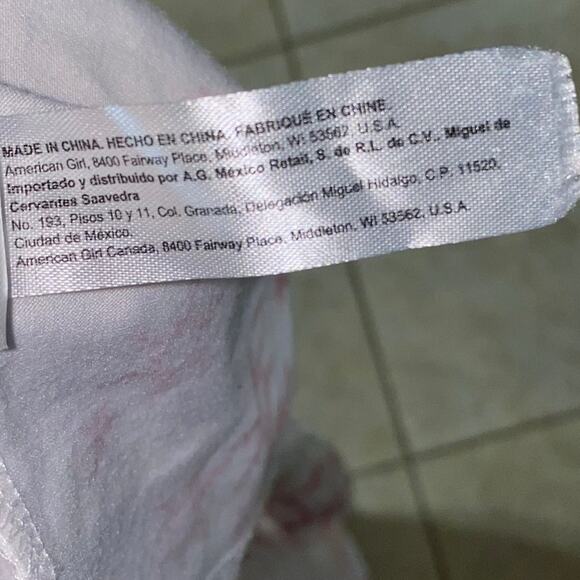 MADE IN CHINA. HECHO EN CHINA. FABRIQUÉ EN CHINE.
American Girl, 8400 Fairway Place, Middleton, WI 53562, U.S.A.
Importado y distribuido por A.G. México Retail, S. de R.L. de C.V., Miguel de
Cervantes Saavedra
No. 193, Pisos 10 y 11, Col. Granada, Delegación Miguel Hidalgo, C.P. 11520,
Ciudad de México.
American Girl Canada, 8400 Fairway Place, Middleton, WI 53562, U.S.A.